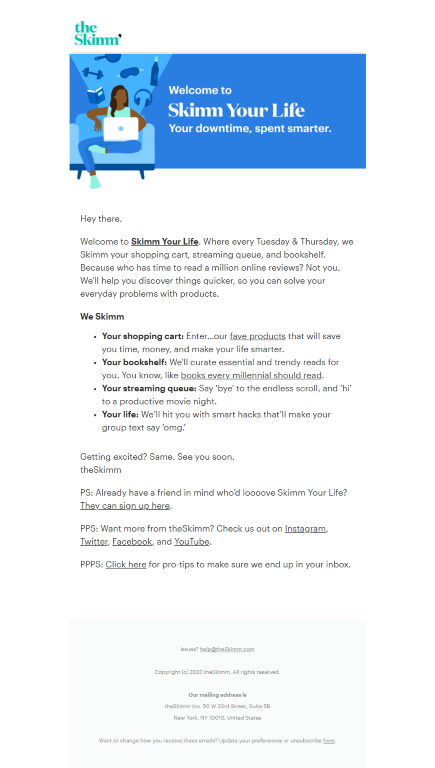 the
Skimm'
Welcome to
Skimm Your Life
Your downtime, spent smarter.
Hey there.
Welcome to Skimm Your Life. Where every Tuesday & Thursday, we
Skimm your shopping cart, streaming queue, and bookshelf.
Because who has time to read a million online reviews? Not you.
We'll help you discover things quicker, so you can solve your
everyday problems with products.
We Skimm
• Your shopping cart: Enter...our fave products that will save
you time, money, and make your life smarter.
• Your bookshelf: We'll curate essential and trendy reads for
you. You know, like books every millennial should read.
• Your streaming queue: Say 'bye' to the endless scroll, and 'hi'
to a productive movie night.
• Your life: We'll hit you with smart hacks that'll make your
group text say 'omg.'
Getting excited? Same. See you soon.
theSkimm
PS: Already have a friend in mind who'd loooove Skimm Your Life?
They can sign up here.
PPS: Want more from theSkimm? Check us out on Instagram,
Twitter, Facebook, and YouTube.
PPPS: Click here for pro-tips to make sure we end up in your inbox.
Issues? help@theSkimm.com
Copyright (c) 2023 theSkimm, All rights reserved.
Our mailing address is
theSkimm Inc. 50 W 23rd Street, Suite 5B
New York, NY 10010, United States
Want to change how you receive these emails? Update your preferences or unsubscribe here.